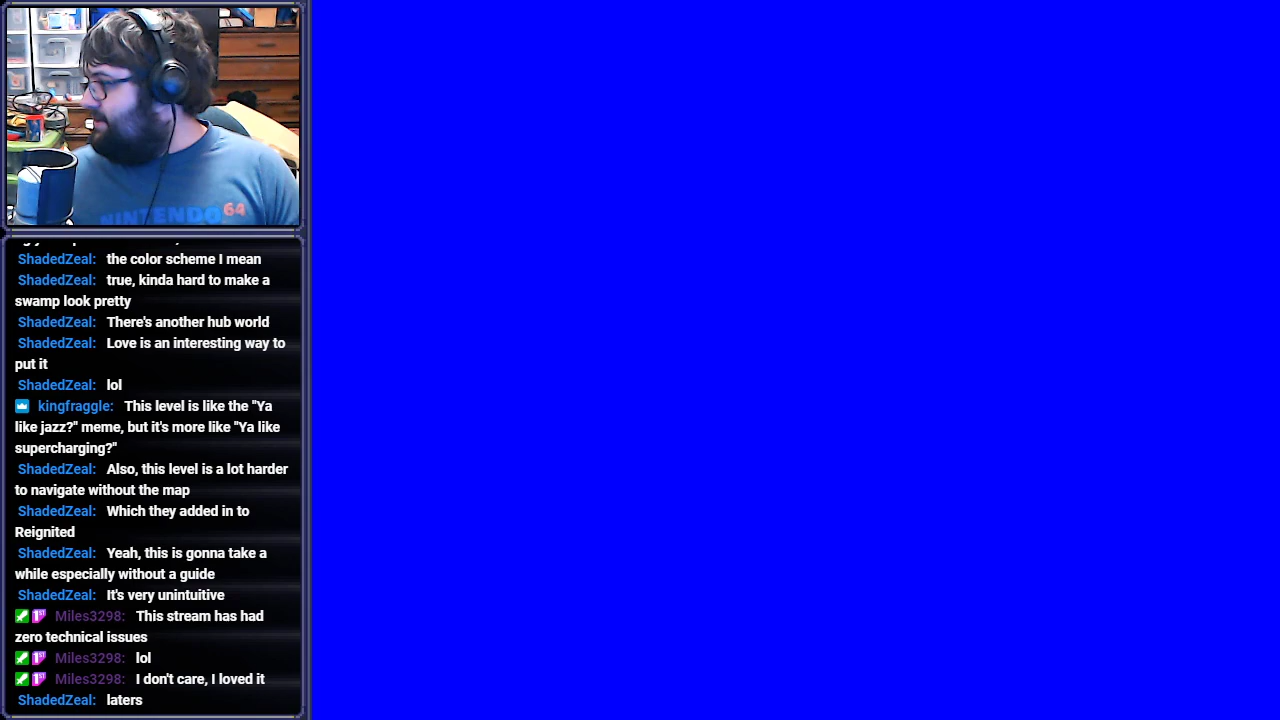 NINTENDO 64
ShadedZeal: the color scheme I mean
ShadedZeal: true, kinda hard to make a
swamp look pretty
ShadedZeal: There's another hub world
ShadedZeal: Love is an interesting way to
put it
ShadedZeal: lol
kingfraggle: This level is like the "Ya
like jazz?" meme, but it's more like "Ya like
supercharging?"
ShadedZeal: Also, this level is a lot harder
to navigate without the map
ShadedZeal: Which they added in to
Reignited
ShadedZeal: Yeah, this is gonna take a
while especially without a guide
ShadedZeal: It's very unintuitive
1ST Miles3298: This stream has had
zero technical issues
1ST Miles3298: lol
1ST Miles3298: I don't care, I loved it
ShadedZeal: laters